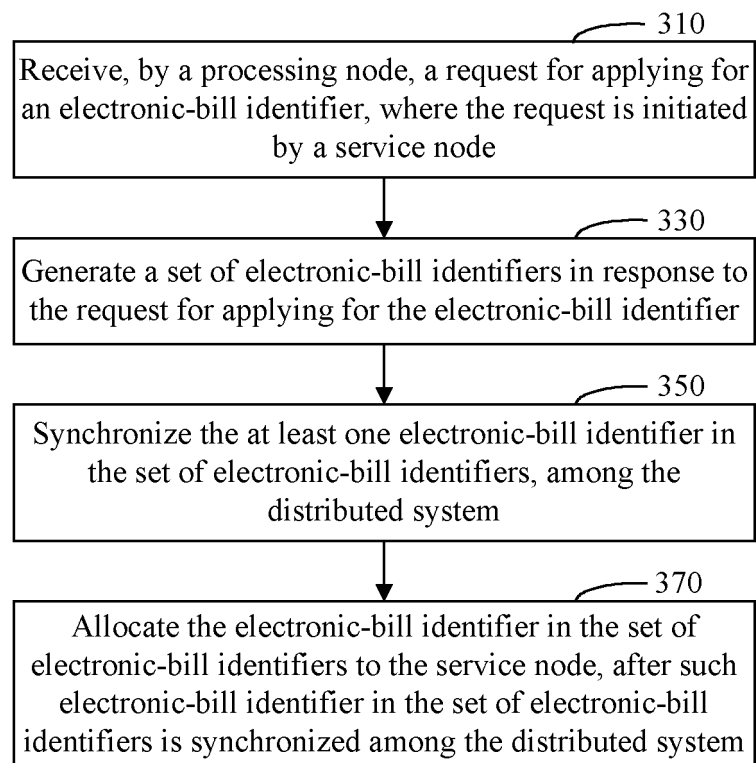 310
Receive, by a processing node, a request for applying for
an electronic-bill identifier, where the request is initiated
by a service node
330
Generate a set of electronic-bill identifiers in response to
the request for applying for the electronic-bill identifier
350
Synchronize the at least one electronic-bill identifier in
the set of electronic-bill identifiers, among the
distributed system
370
Allocate the electronic-bill identifier in the set of
electronic-bill identifiers to the service node, after such
electronic-bill identifier in the set of electronic-bill
identifiers is synchronized among the distributed system